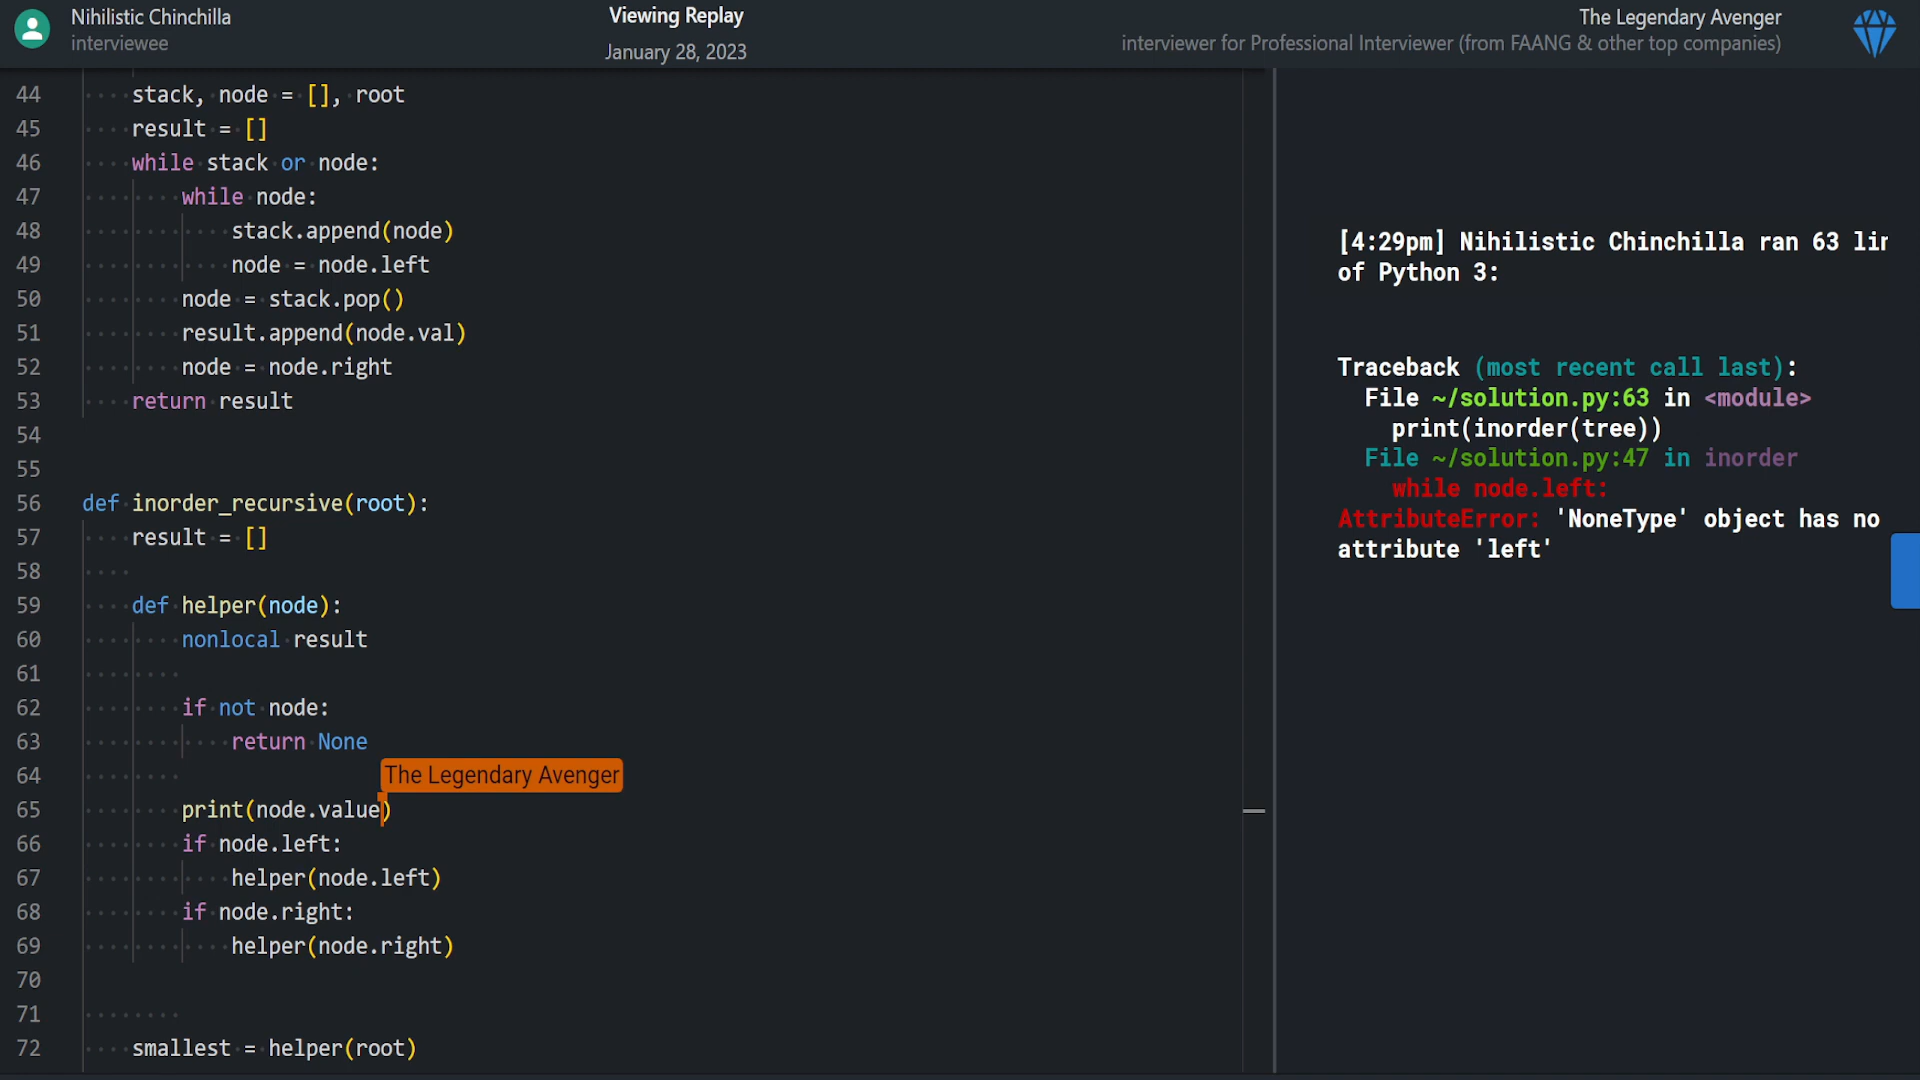 Nihilistic Chinchilla
interviewee
Viewing Replay
January 28, 2023
The Legendary Avenger
interviewer for Professional Interviewer (from FAANG & other top companies)
44 stack, node = [], root
45 result = []
46 while stack or node:
47 while node:
48 stack.append(node)
49 node = node.left
50 node = stack.pop()
51 result.append(node.val)
52 node = node.right
53 return result
54
55
56 def inorder_recursive(root):
57 result = []
58
59 def helper(node):
60 nonlocal result
61
62 if not node:
63 return None
64
The Legendary Avenger
65 print(node.value)
66 if node.left:
67 helper(node.left)
68 if node.right:
69 helper(node.right)
70
71
72 smallest = helper(root)
[4:29pm] Nihilistic Chinchilla ran 63
of Python 3:
Traceback (most recent call last):
File ~/solution.py:63 in <module>
print(inorder(tree))
File ~/solution.py:47 in inorder
while node.left:
AttributeError: 'NoneType' object has no
attribute 'left'